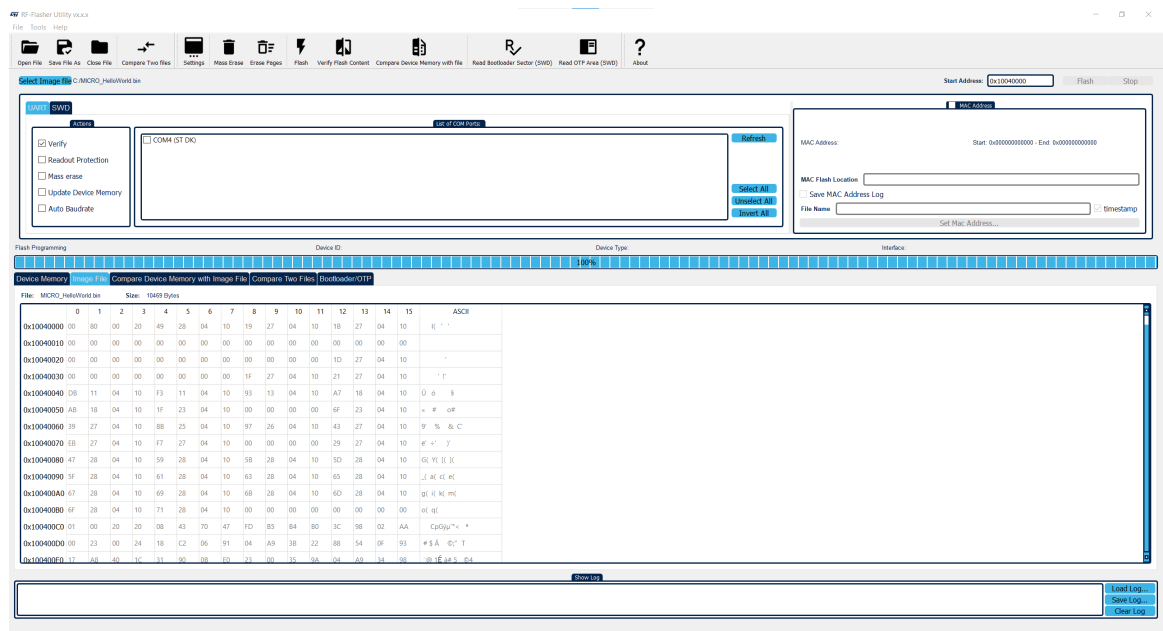 RF-Flasher Utility vx.x.x
File Tools Help
Open File Save File As Close File Compare Two files Settings Mass Erase Erase Pages Flash Verify Flash Content Compare Device Memory with file Read Bootloader Sector (SWD) Read OTP Area (SWD) About
Select Image file C:/MICRO_HelloWorld.bin Start Address: 0x10040000 Flash Stop
UART SWD MAC Address
Actions List of COM Ports:
Verify COM4 (ST DK) Refresh MAC Address: Start: 0x000000000000 - End: 0x000000000000
Readout Protection
Mass erase MAC Flash Location
Update Device Memory Select All Save MAC Address Log
Unselect All
Auto Baudrate Invert All File Name timestamp
Set Mac Address...
Flash Programming Device ID: Device Type: Interface:
100%
Device Memory Image File Compare Device Memory with Image File Compare Two Files Bootloader/OTP
File: MICRO_HelloWorld.bin Size: 10469 Bytes
0 1 2 3 4 5 6 7 8 9 10 11 12 13 14 15 ASCII
0x10040000 00 80 00 20 49 28 04 10 19 27 04 10 1B 27 04 10 I( ' '
0x10040010 00 00 00 00 00 00 00 00 00 00 00 00 00 00 00 00
0x10040020 00 00 00 00 00 00 00 00 00 00 00 00 1D 27 04 10 '
0x10040030 00 00 00 00 00 00 00 00 1F 27 04 10 21 27 04 10 ' !'
0x10040040 DB 11 04 10 F3 11 04 10 93 13 04 10 A7 18 04 10 Û ó §
0x10040050 AB 18 04 10 1F 23 04 10 00 00 00 00 6F 23 04 10 « # o#
0x10040060 39 27 04 10 8B 25 04 10 97 26 04 10 43 27 04 10 9' % & C'
0x10040070 EB 27 04 10 F7 27 04 10 00 00 00 00 29 27 04 10 ë' ÷' )'
0x10040080 47 28 04 10 59 28 04 10 5B 28 04 10 5D 28 04 10 G( Y( [( ](
0x10040090 5F 28 04 10 61 28 04 10 63 28 04 10 65 28 04 10 _( a( c( e(
0x100400A0 67 28 04 10 69 28 04 10 6B 28 04 10 6D 28 04 10 g( i( k( m(
0x100400B0 6F 28 04 10 71 28 04 10 00 00 00 00 00 00 00 00 o( q(
0x100400C0 01 00 20 20 08 43 70 47 FD B5 B4 B0 3C 98 02 AA
0x100400D0 00 23 00 24 18 C2 06 91 04 A9 3B 22 88 54 0F 93
0x100400E0 17 A8 40 1C 31 90 0B E0 23 00 35 9A 04 A9 34 98
Show Log
Load Log...
Save Log...
Clear Log